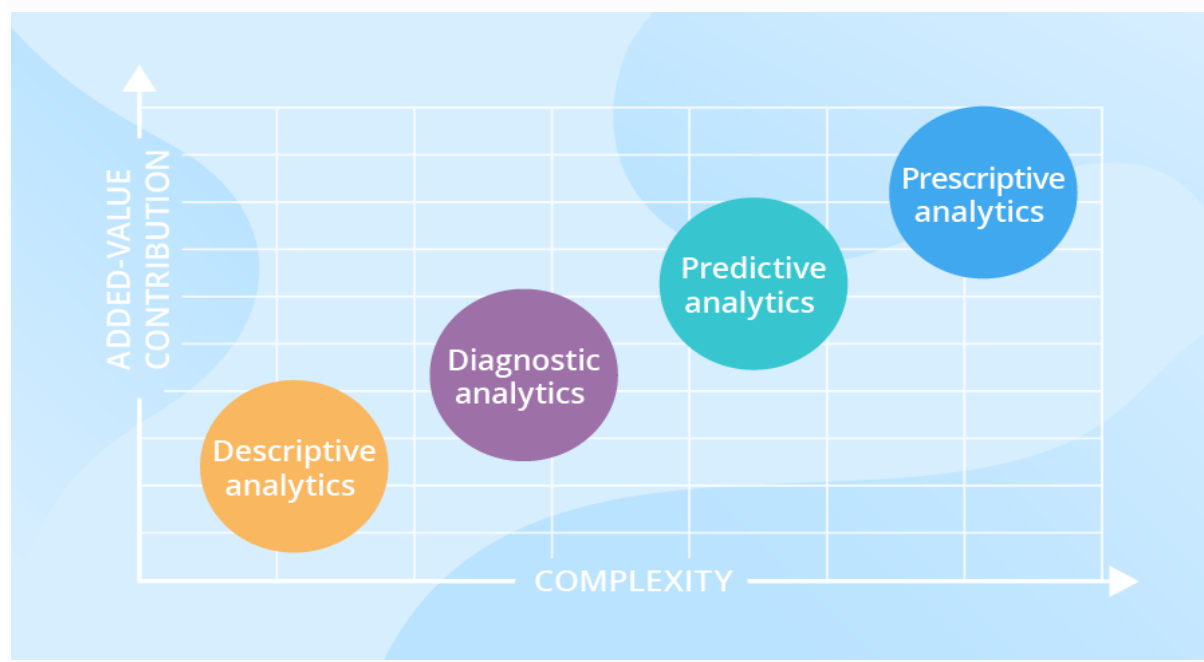 ADDED-VALUE
CONTRIBUTION
Prescriptive
analytics
Predictive
analytics
Diagnostic
analytics
Descriptive
analytics
COMPLEXITY